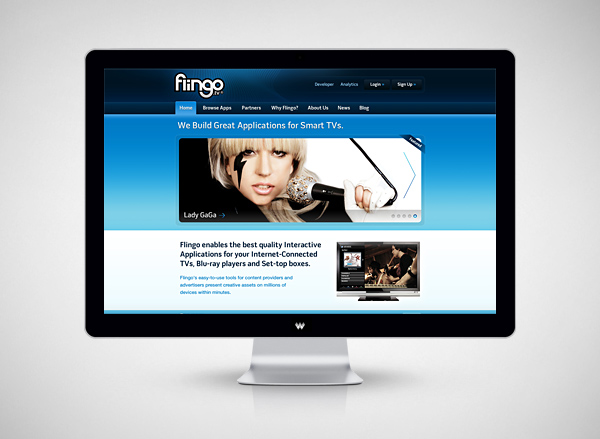 flingo
Developer Analytics Login Sign Up
Home Browse Apps Partners Why Flingo? About Us News Blog
We Build Great Applications for Smart TVs.
Lady GaGa
Flingo enables the best quality Interactive
Applications for your Internet-Connected
TVs, Blu-ray players and Set-top boxes.
Flingo's easy-to-use tools for content providers and
advertisers present creative assets on millions of
devices within minutes.